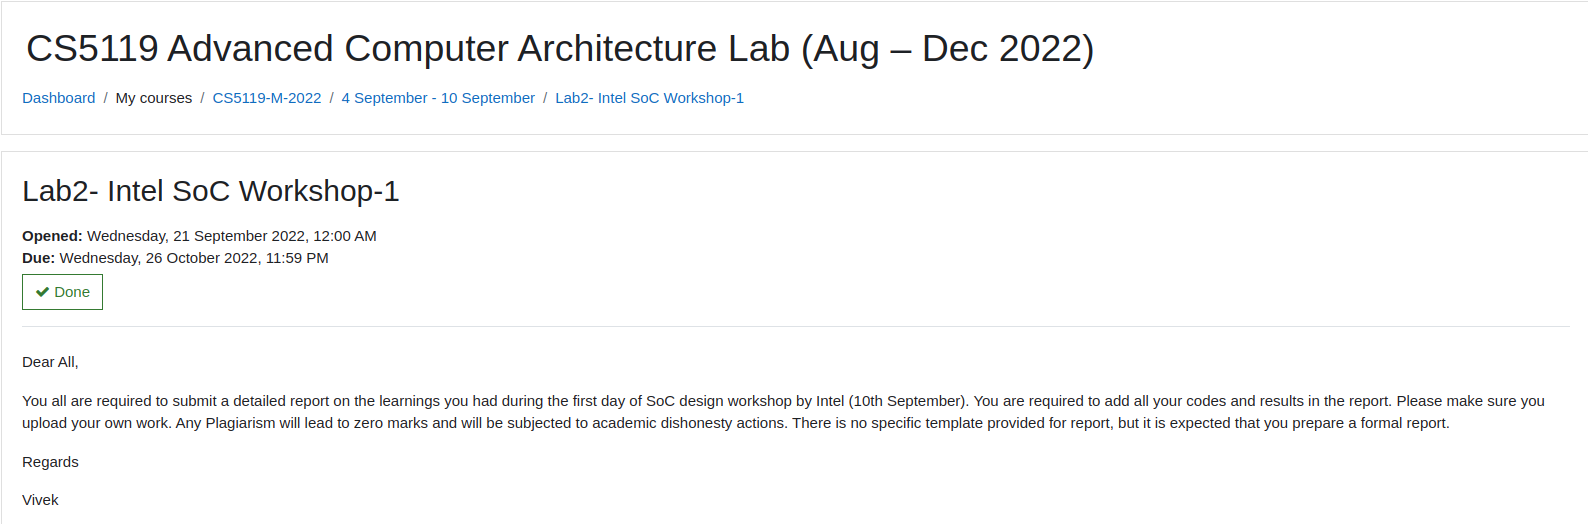 CS5119 Advanced Computer Architecture Lab (Aug – Dec 2022)
Dashboard / My courses / CS5119-M-2022 / 4 September - 10 September / Lab2- Intel SoC Workshop-1
Lab2- Intel SoC Workshop-1
Opened: Wednesday, 21 September 2022, 12:00 AM
Due: Wednesday, 26 October 2022, 11:59 PM
✔ Done
Dear All,
You all are required to submit a detailed report on the learnings you had during the first day of SoC design workshop by Intel (10th September). You are required to add all your codes and results in the report. Please make sure you
upload your own work. Any Plagiarism will lead to zero marks and will be subjected to academic dishonesty actions. There is no specific template provided for report, but it is expected that you prepare a formal report.
Regards
Vivek